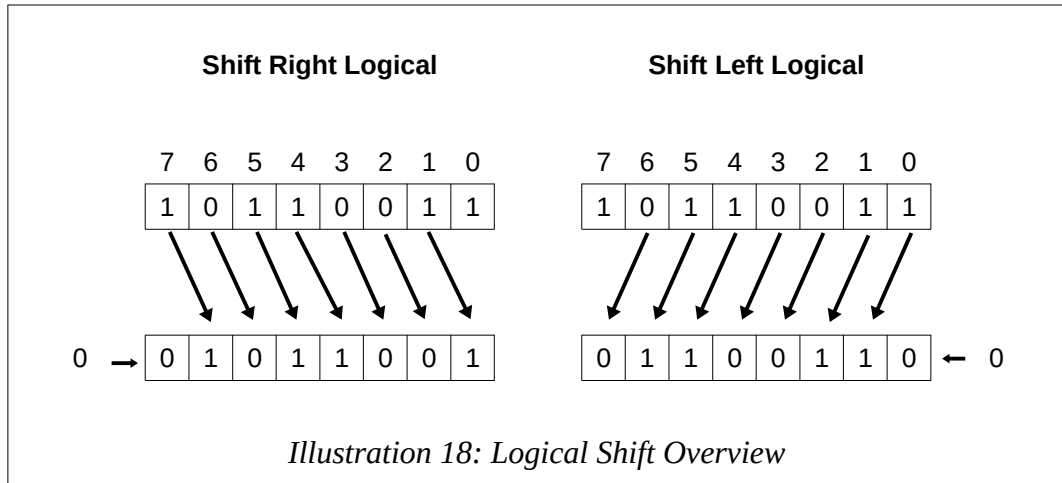 Shift Right Logical Shift Left Logical
7 6 5 4 3 2 1 0 7 6 5 4 3 2 1 0
1 0 1 1 0 0 1 1 1 0 1 1 0 0 1 1
0 0 1 0 1 1 0 0 1 0 1 1 0 0 1 1 0 0
Illustration 18: Logical Shift Overview